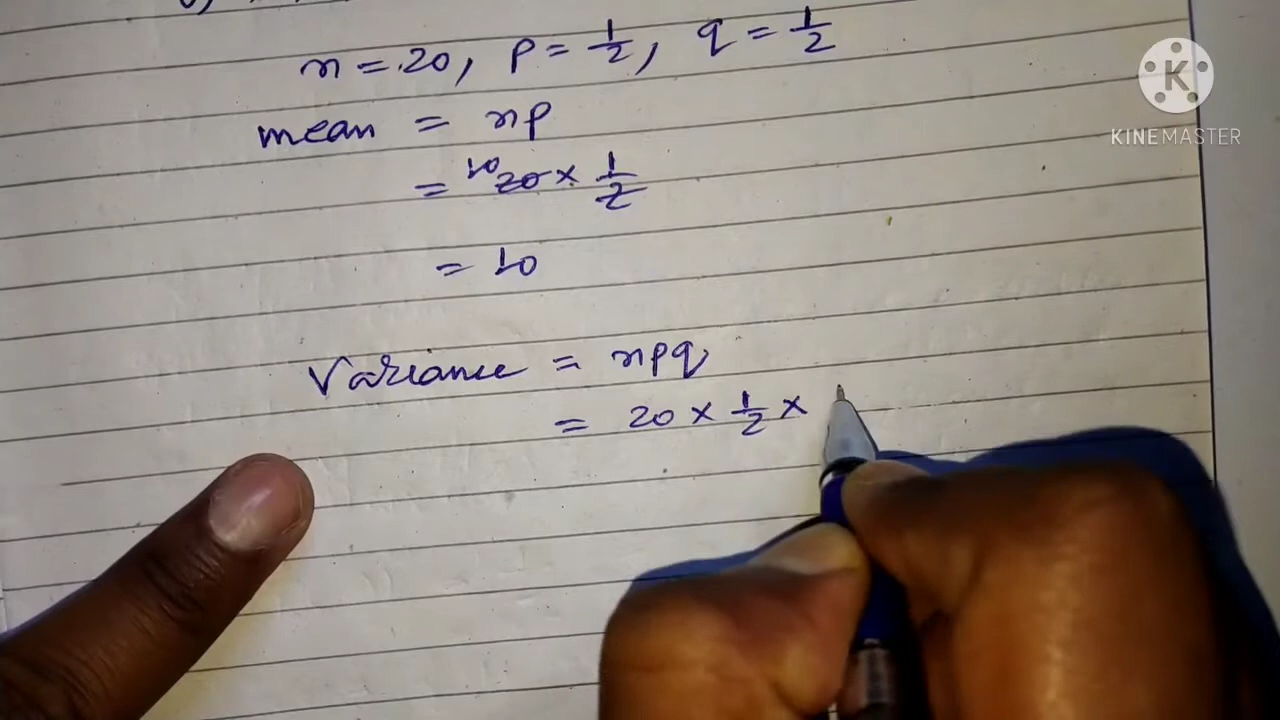 n = 20, p = 1/2, q = 1/2
mean = np
= 10 20 × 1/2
= 10
Variance = npq
= 20 × 1/2 ×
K
KINEMASTER